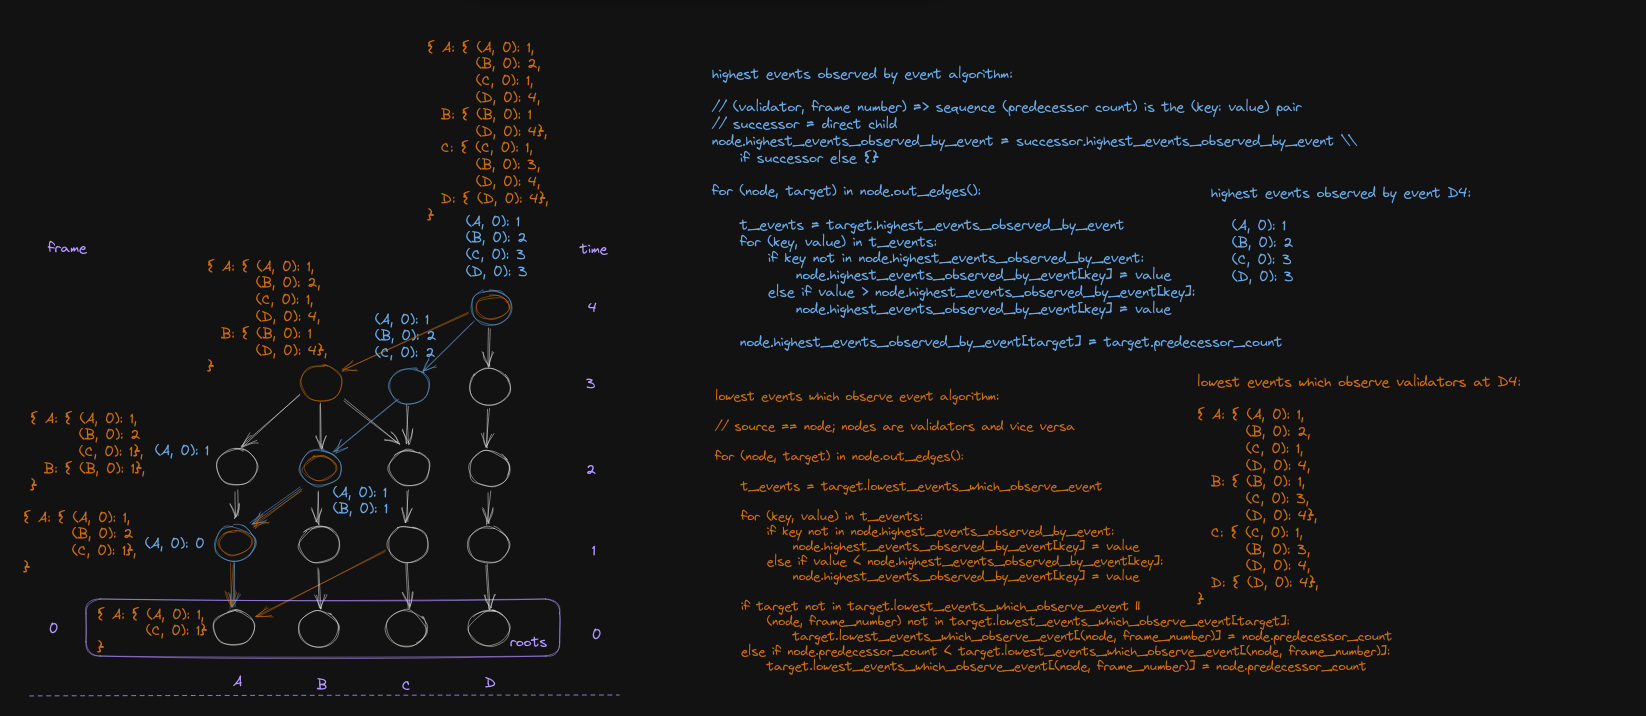 { A: { (A, 0): 1,
(B, 0): 2,
(C, 0): 1,
(D, 0): 4,
B: { (B, 0): 1
(D, 0): 4},
C: { (C, 0): 1,
(B, 0): 3,
(D, 0): 4,
D: { (D, 0): 4},
}
(A, 0): 1
(B, 0): 2
(C, 0): 3
(D, 0): 3
frame
time
{ A: { (A, 0): 1,
(B, 0): 2,
(C, 0): 1,
(D, 0): 4,
B: { (B, 0): 1
(D, 0): 4},
}
(A, 0): 1
(B, 0): 2
(C, 0): 2
4
3
{ A: { (A, 0): 1,
(B, 0): 2
(C, 0): 1},
B: { (B, 0): 1},
}
(A, 0): 1
2
(A, 0): 1
(B, 0): 1
{ A: { (A, 0): 1,
(B, 0): 2
(C, 0): 1},
}
(A, 0): 0
1
0
{ A: { (A, 0): 1,
(C, 0): 1}
}
roots
0
A
B
C
D
highest events observed by event algorithm:
// (validator, frame number) => sequence (predecessor count) is the (key: value) pair
// successor = direct child
node.highest_events_observed_by_event = successor.highest_events_observed_by_event \\
if successor else {}
for (node, target) in node.out_edges():
t_events = target.highest_events_observed_by_event
for (key, value) in t_events:
if key not in node.highest_events_observed_by_event:
node.highest_events_observed_by_event[key] = value
else if value > node.highest_events_observed_by_event[key]:
node.highest_events_observed_by_event[key] = value
node.highest_events_observed_by_event[target] = target.predecessor_count
highest events observed by event D4:
(A, 0): 1
(B, 0): 2
(C, 0): 3
(D, 0): 3
lowest events which observe event algorithm:
// source == node; nodes are validators and vice versa
for (node, target) in node.out_edges():
t_events = target.lowest_events_which_observe_event
for (key, value) in t_events:
if key not in node.highest_events_observed_by_event:
node.highest_events_observed_by_event[key] = value
else if value < node.highest_events_observed_by_event[key]:
node.highest_events_observed_by_event[key] = value
if target not in target.lowest_events_which_observe_event ||
(node, frame_number) not in target.lowest_events_which_observe_event[target]:
target.lowest_events_which_observe_event[(node, frame_number)] = node.predecessor_count
else if node.predecessor_count < target.lowest_events_which_observe_event[(node, frame_number)]:
target.lowest_events_which_observe_event[(node, frame_number)] = node.predecessor_count
lowest events which observe validators at D4:
{ A: { (A, 0): 1,
(B, 0): 2,
(C, 0): 1,
(D, 0): 4,
B: { (B, 0): 1,
(C, 0): 3,
(D, 0): 4},
C: { (C, 0): 1,
(B, 0): 3,
(D, 0): 4,
D: { (D, 0): 4},
}